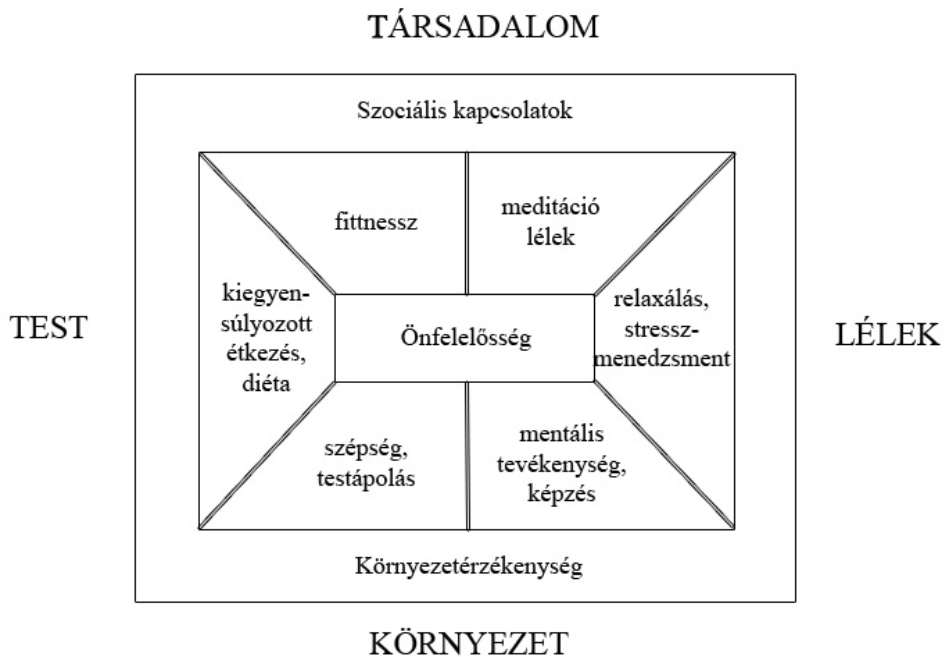 TÁRSADALOM
Szociális kapcsolatok
fittnessz
meditáció
lélek
TEST
kiegyen-
súlyozott
étkezés,
diéta
Önfelelősség
relaxálás,
stressz-
menedzsment
LÉLEK
szépség,
testápolás
mentális
tevékenység,
képzés
Környezetérzékenység
KÖRNYEZET